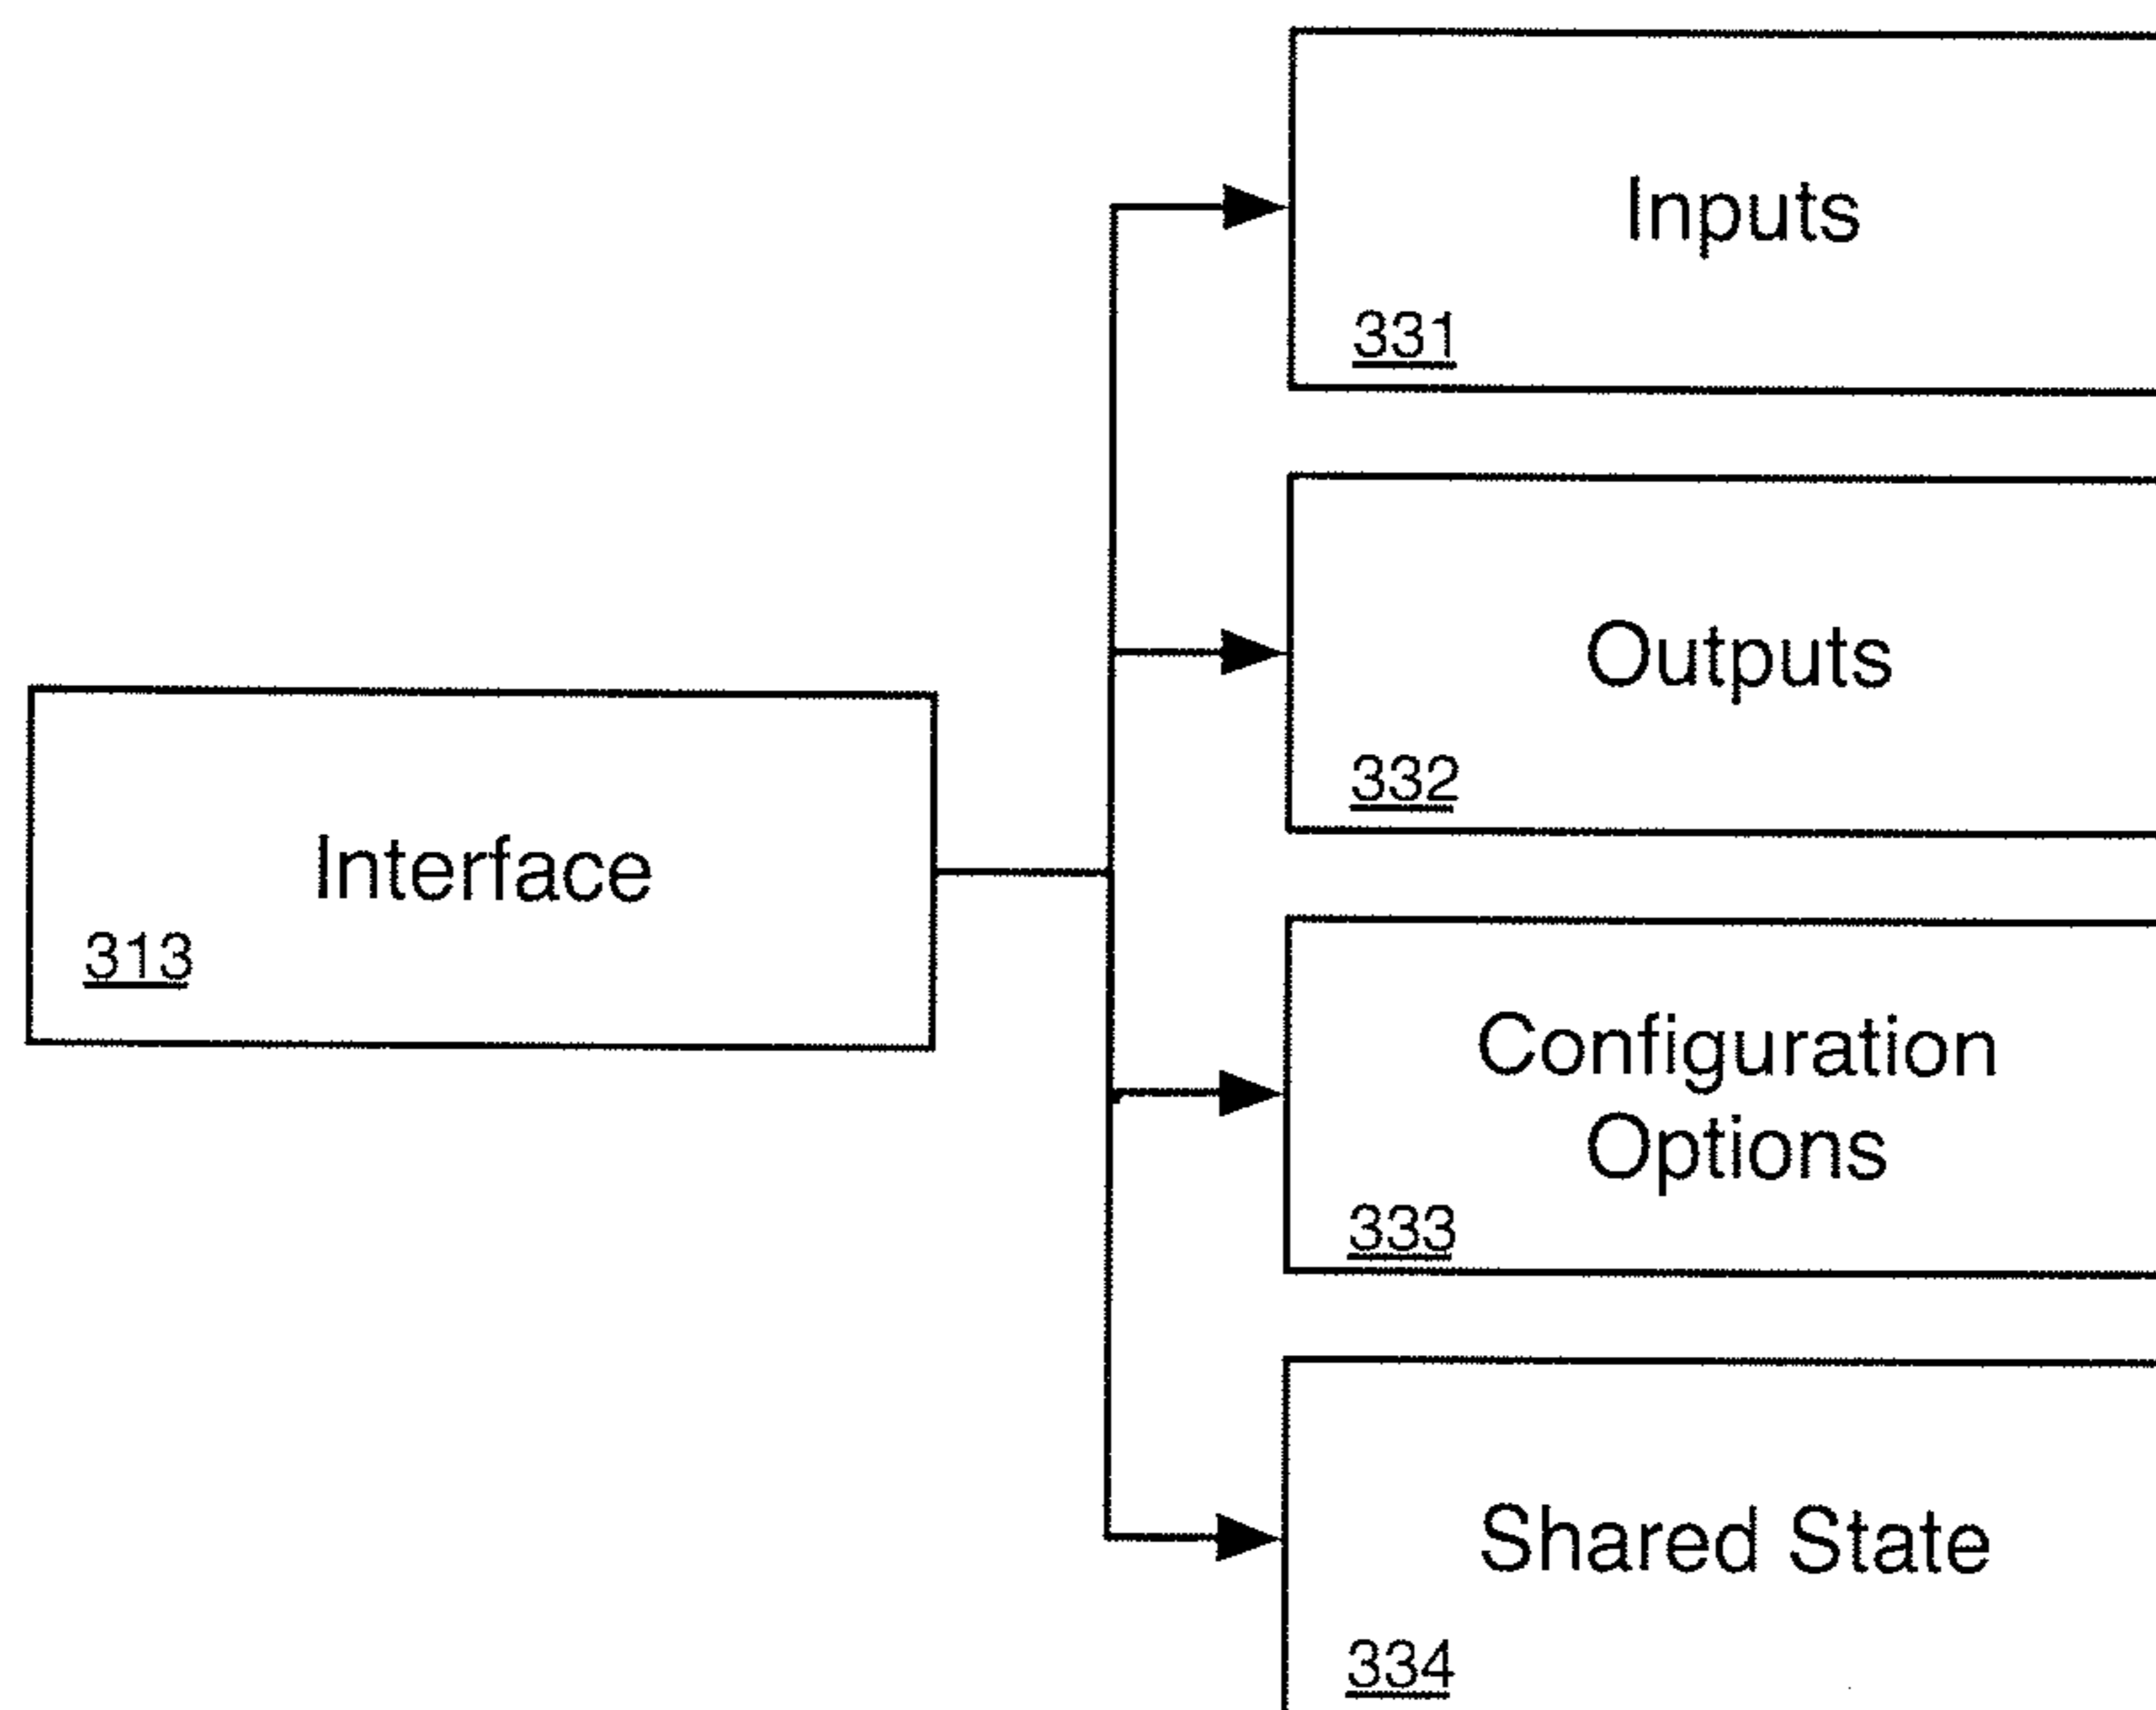 Inputs
331
Outputs
332
Interface
313
Configuration
Options
333
Shared State
334